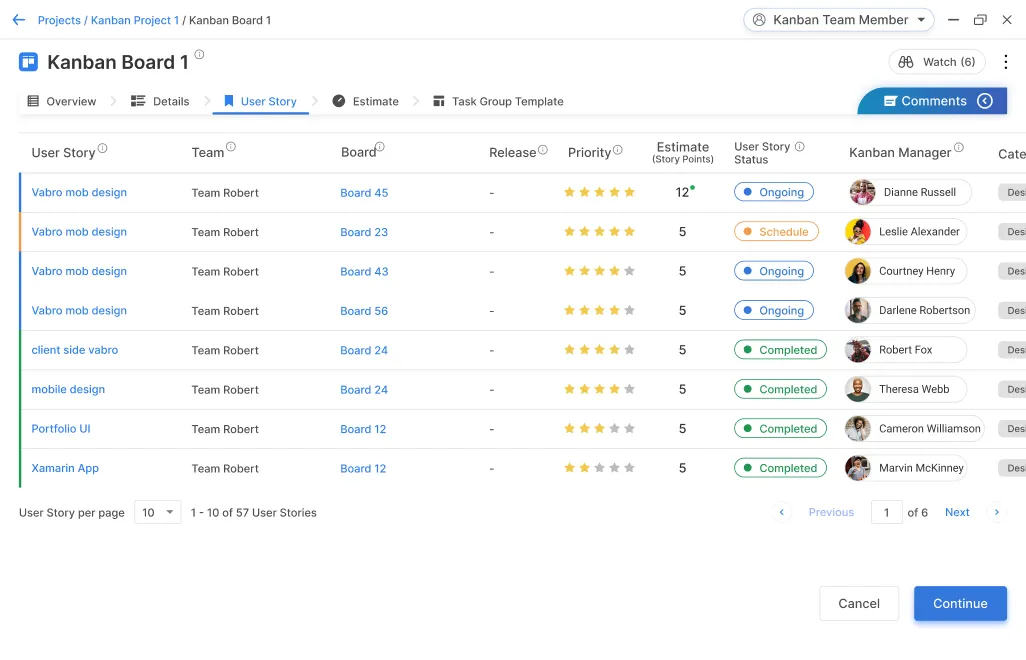 Projects / Kanban Project 1 / Kanban Board 1
Kanban Team Member
Kanban Board 1
Watch (6)
Overview Details User Story Estimate Task Group Template
Comments
User Story Team Board Release Priority Estimate (Story Points) User Story Status Kanban Manager Cate
Vabro mob design Team Robert Board 45 - 12 Ongoing Dianne Russell Des
Vabro mob design Team Robert Board 23 - 5 Schedule Leslie Alexander Des
Vabro mob design Team Robert Board 43 - 5 Ongoing Courtney Henry Des
Vabro mob design Team Robert Board 56 - 5 Ongoing Darlene Robertson Des
client side vabro Team Robert Board 24 - 5 Completed Robert Fox Des
mobile design Team Robert Board 24 - 5 Completed Theresa Webb Des
Portfolio UI Team Robert Board 12 - 5 Completed Cameron Williamson Des
Xamarin App Team Robert Board 12 - 5 Completed Marvin McKinney Des
User Story per page 10 1 - 10 of 57 User Stories Previous 1 of 6 Next
Cancel Continue